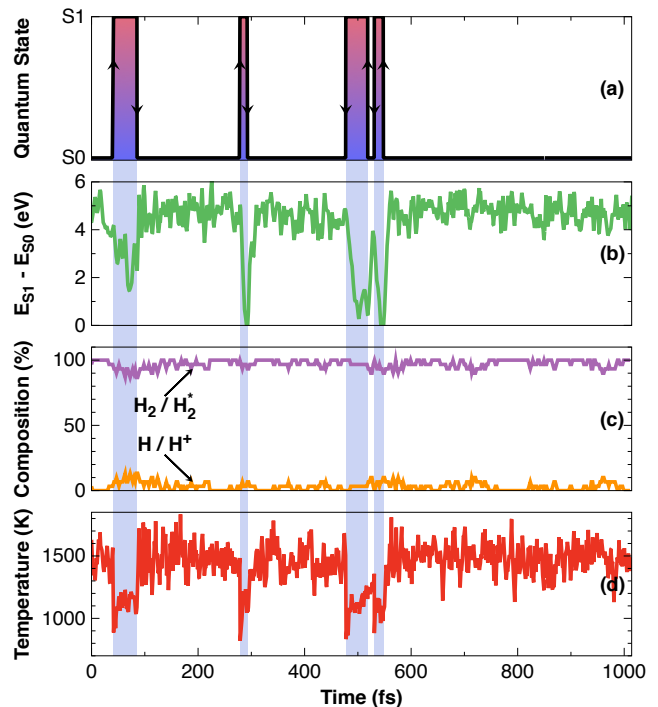 Quantum State
S1
S0
(a)
E_S1 - E_S0 (eV)
6
4
2
0
(b)
Composition (%)
100
50
0
H₂ / H₂*
H / H⁺
(c)
Temperature (K)
1500
1000
(d)
0 200 400 600 800 1000
Time (fs)